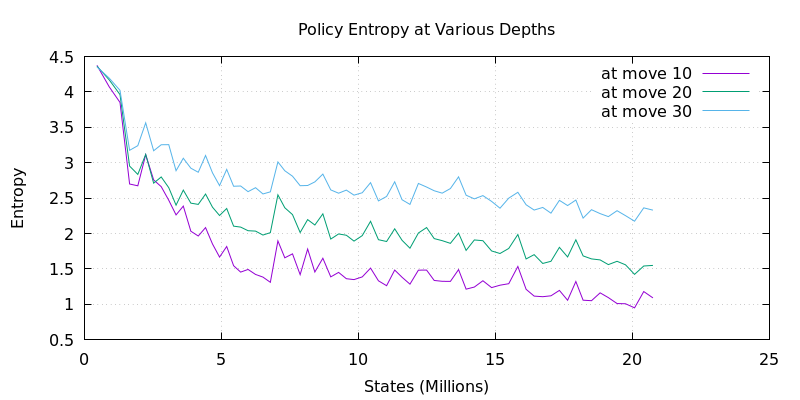 Policy Entropy at Various Depths
4.5
4
3.5
3
2.5
2
1.5
1
0.5
Entropy
at move 10
at move 20
at move 30
0 5 10 15 20 25
States (Millions)